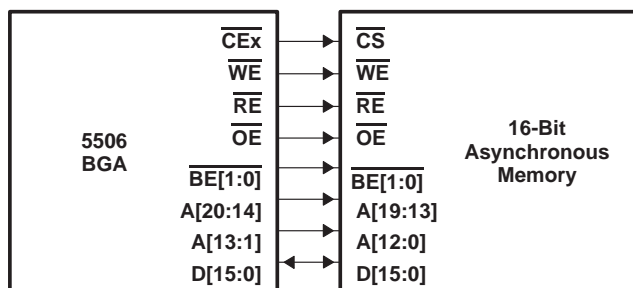 CEx CS
WE WE
RE RE
OE OE
5506
BGA
16-Bit
Asynchronous
Memory
BE[1:0] BE[1:0]
A[20:14] A[19:13]
A[13:1] A[12:0]
D[15:0] D[15:0]